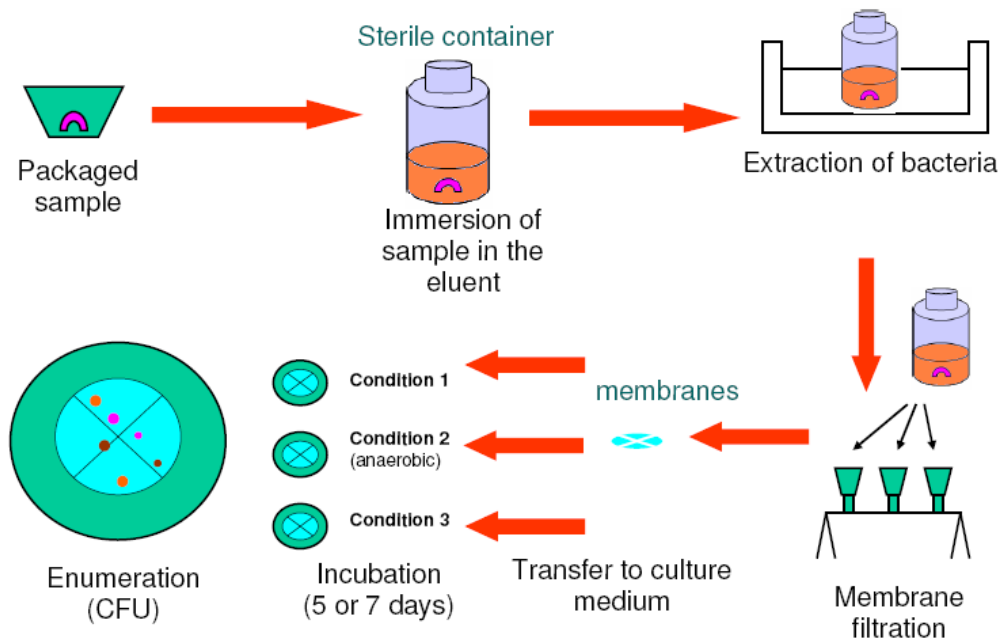 Packaged
sample
Sterile container
Immersion of
sample in the
eluent
Extraction of bacteria
Membrane
filtration
membranes
Transfer to culture
medium
Condition 1
Condition 2
(anaerobic)
Condition 3
Incubation
(5 or 7 days)
Enumeration
(CFU)